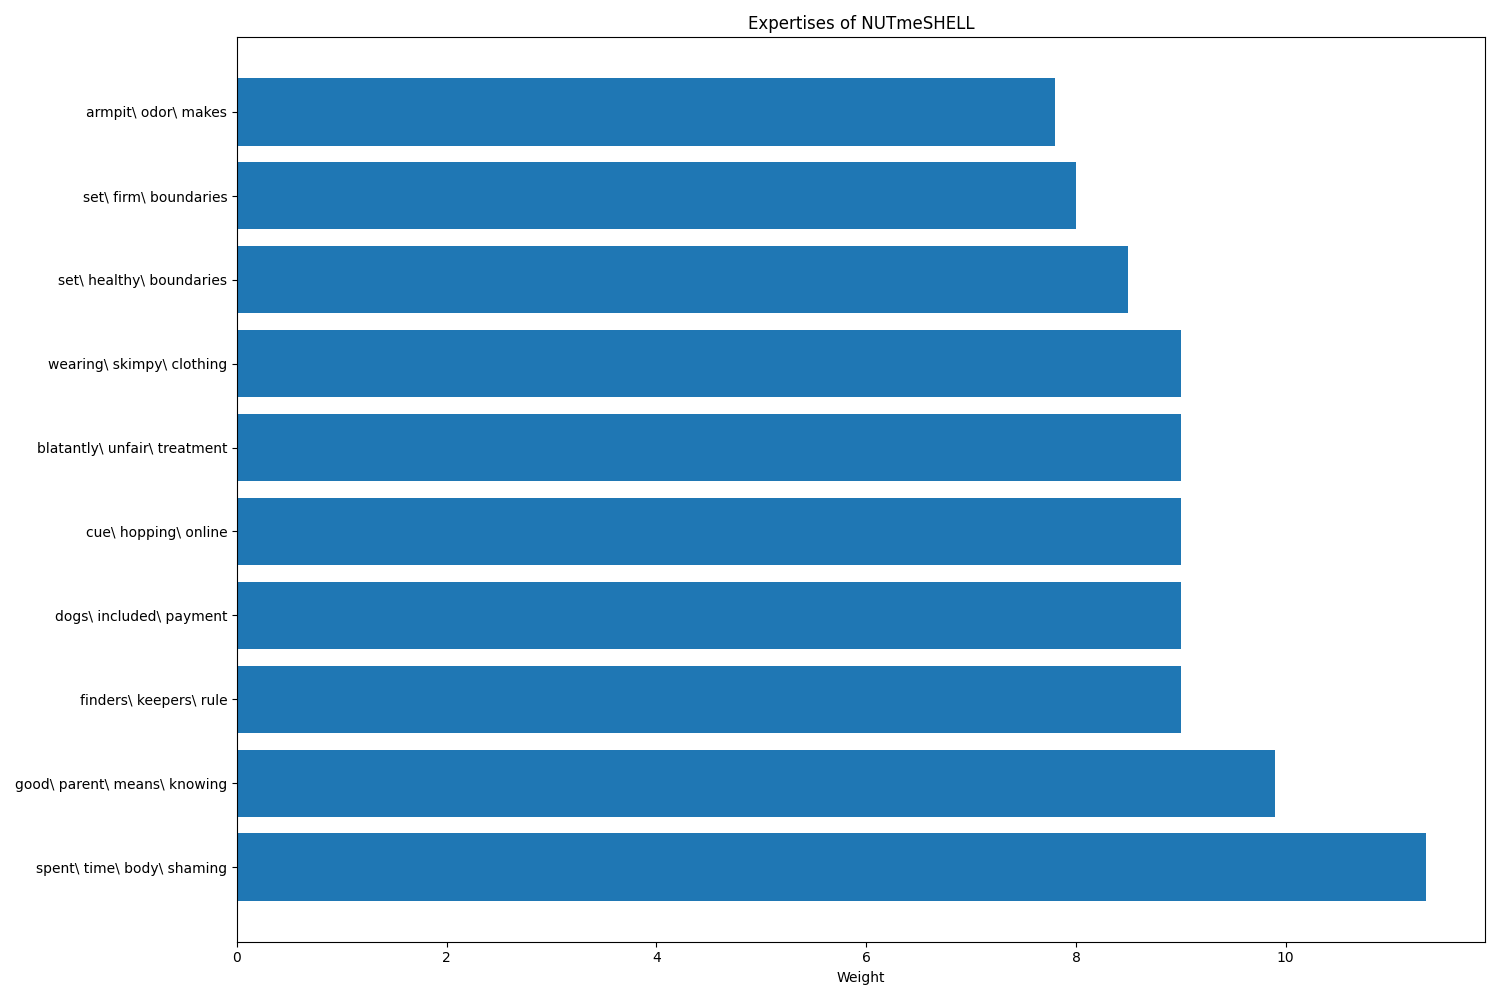 Expertises of NUTmeSHELL
armpit\ odor\ makes
set\ firm\ boundaries
set\ healthy\ boundaries
wearing\ skimpy\ clothing
blatantly\ unfair\ treatment
cue\ hopping\ online
dogs\ included\ payment
finders\ keepers\ rule
good\ parent\ means\ knowing
spent\ time\ body\ shaming
0 2 4 6 8 10
Weight